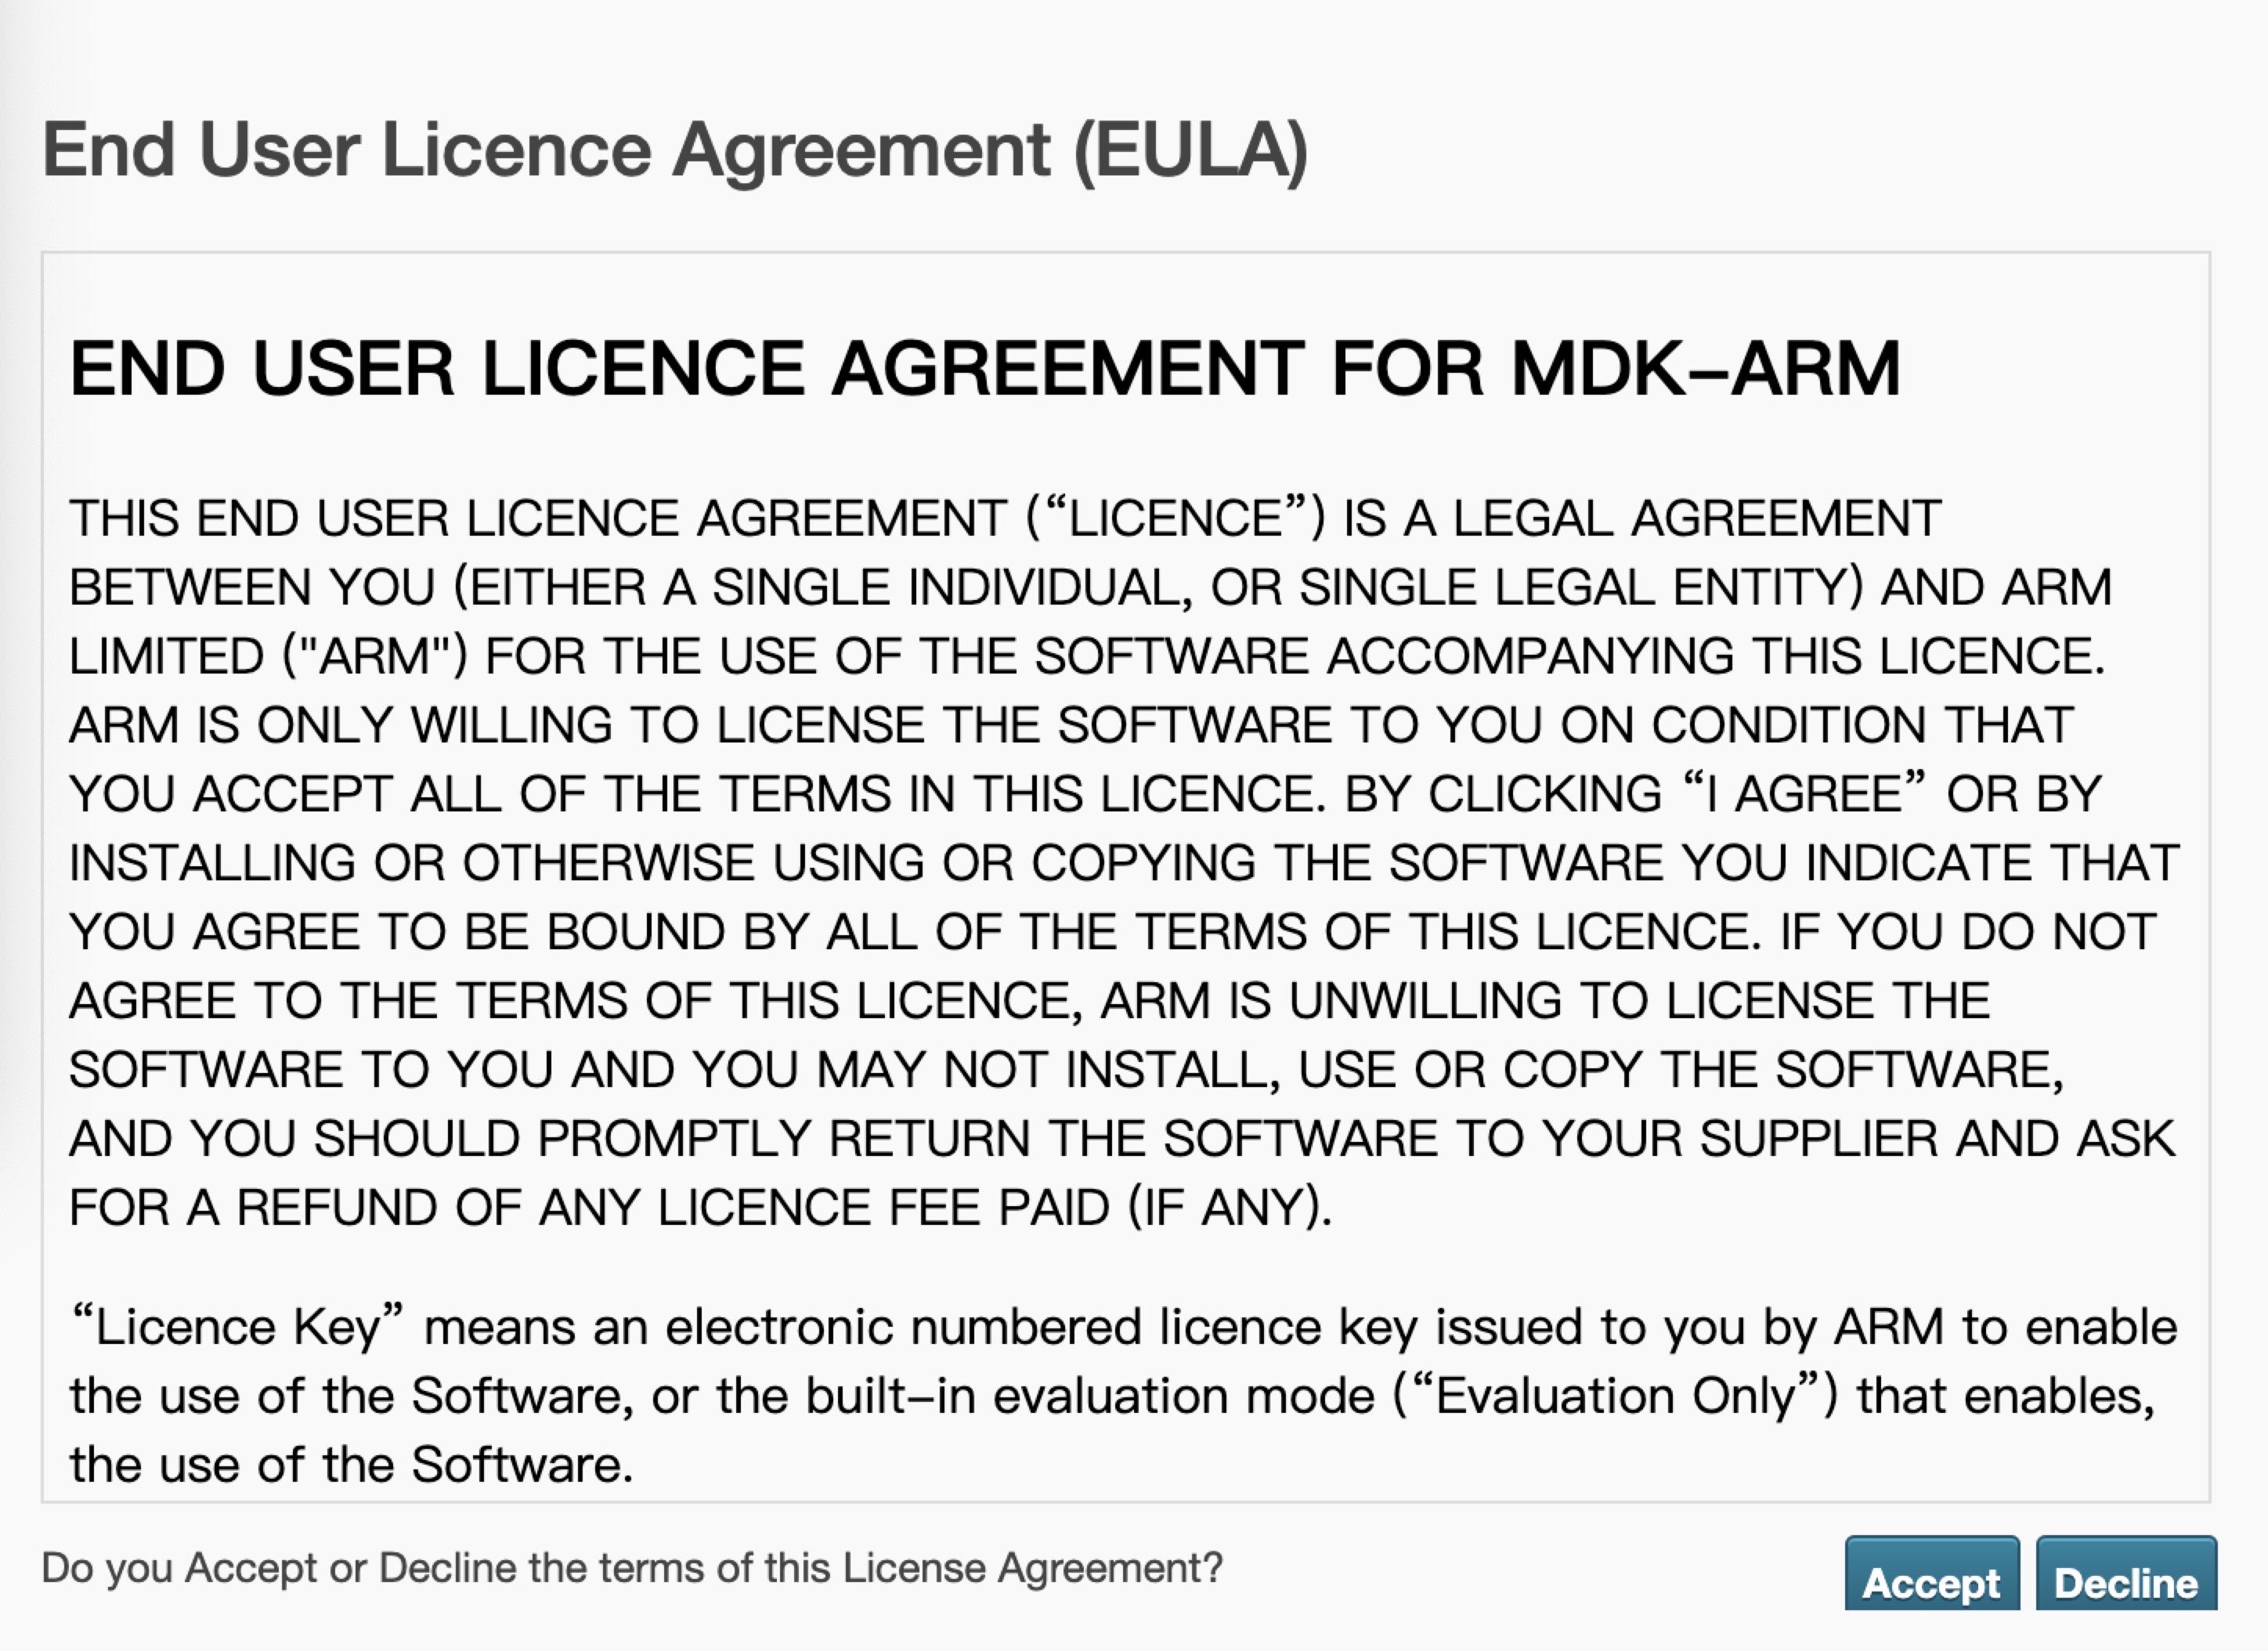 End User Licence Agreement (EULA)
END USER LICENCE AGREEMENT FOR MDK–ARM
THIS END USER LICENCE AGREEMENT (“LICENCE”) IS A LEGAL AGREEMENT
BETWEEN YOU (EITHER A SINGLE INDIVIDUAL, OR SINGLE LEGAL ENTITY) AND ARM
LIMITED ("ARM") FOR THE USE OF THE SOFTWARE ACCOMPANYING THIS LICENCE.
ARM IS ONLY WILLING TO LICENSE THE SOFTWARE TO YOU ON CONDITION THAT
YOU ACCEPT ALL OF THE TERMS IN THIS LICENCE. BY CLICKING “I AGREE” OR BY
INSTALLING OR OTHERWISE USING OR COPYING THE SOFTWARE YOU INDICATE THAT
YOU AGREE TO BE BOUND BY ALL OF THE TERMS OF THIS LICENCE. IF YOU DO NOT
AGREE TO THE TERMS OF THIS LICENCE, ARM IS UNWILLING TO LICENSE THE
SOFTWARE TO YOU AND YOU MAY NOT INSTALL, USE OR COPY THE SOFTWARE,
AND YOU SHOULD PROMPTLY RETURN THE SOFTWARE TO YOUR SUPPLIER AND ASK
FOR A REFUND OF ANY LICENCE FEE PAID (IF ANY).
“Licence Key” means an electronic numbered licence key issued to you by ARM to enable
the use of the Software, or the built–in evaluation mode (“Evaluation Only”) that enables,
the use of the Software.
Do you Accept or Decline the terms of this License Agreement?
Accept Decline